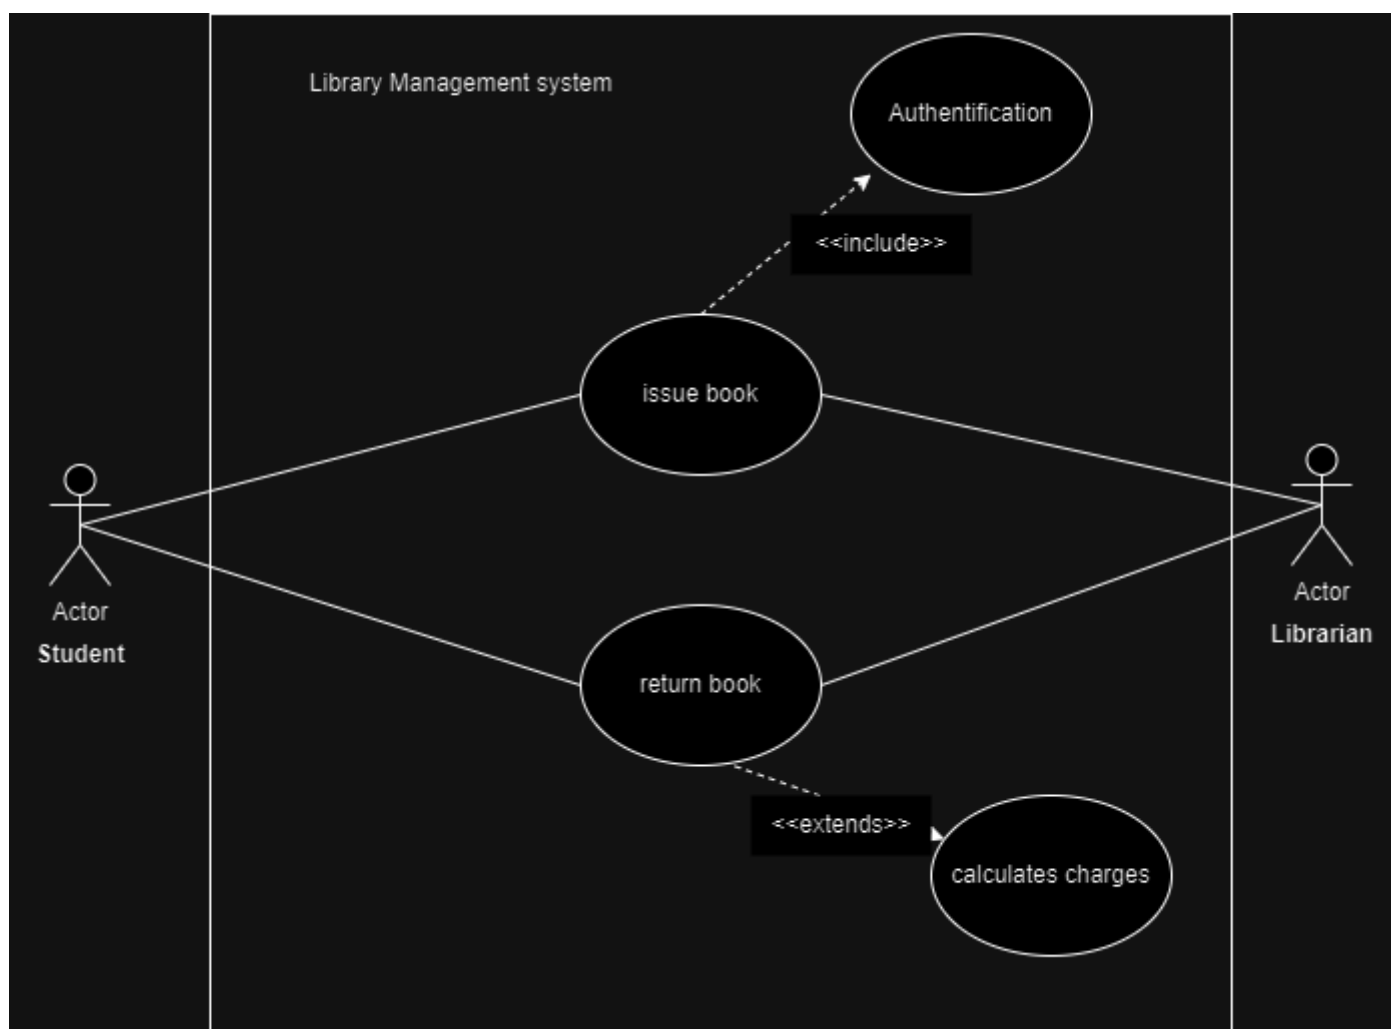 Library Management system
Authentification
<<include>>
issue book
Actor
Student
Actor
Librarian
return book
<<extends>>
calculates charges